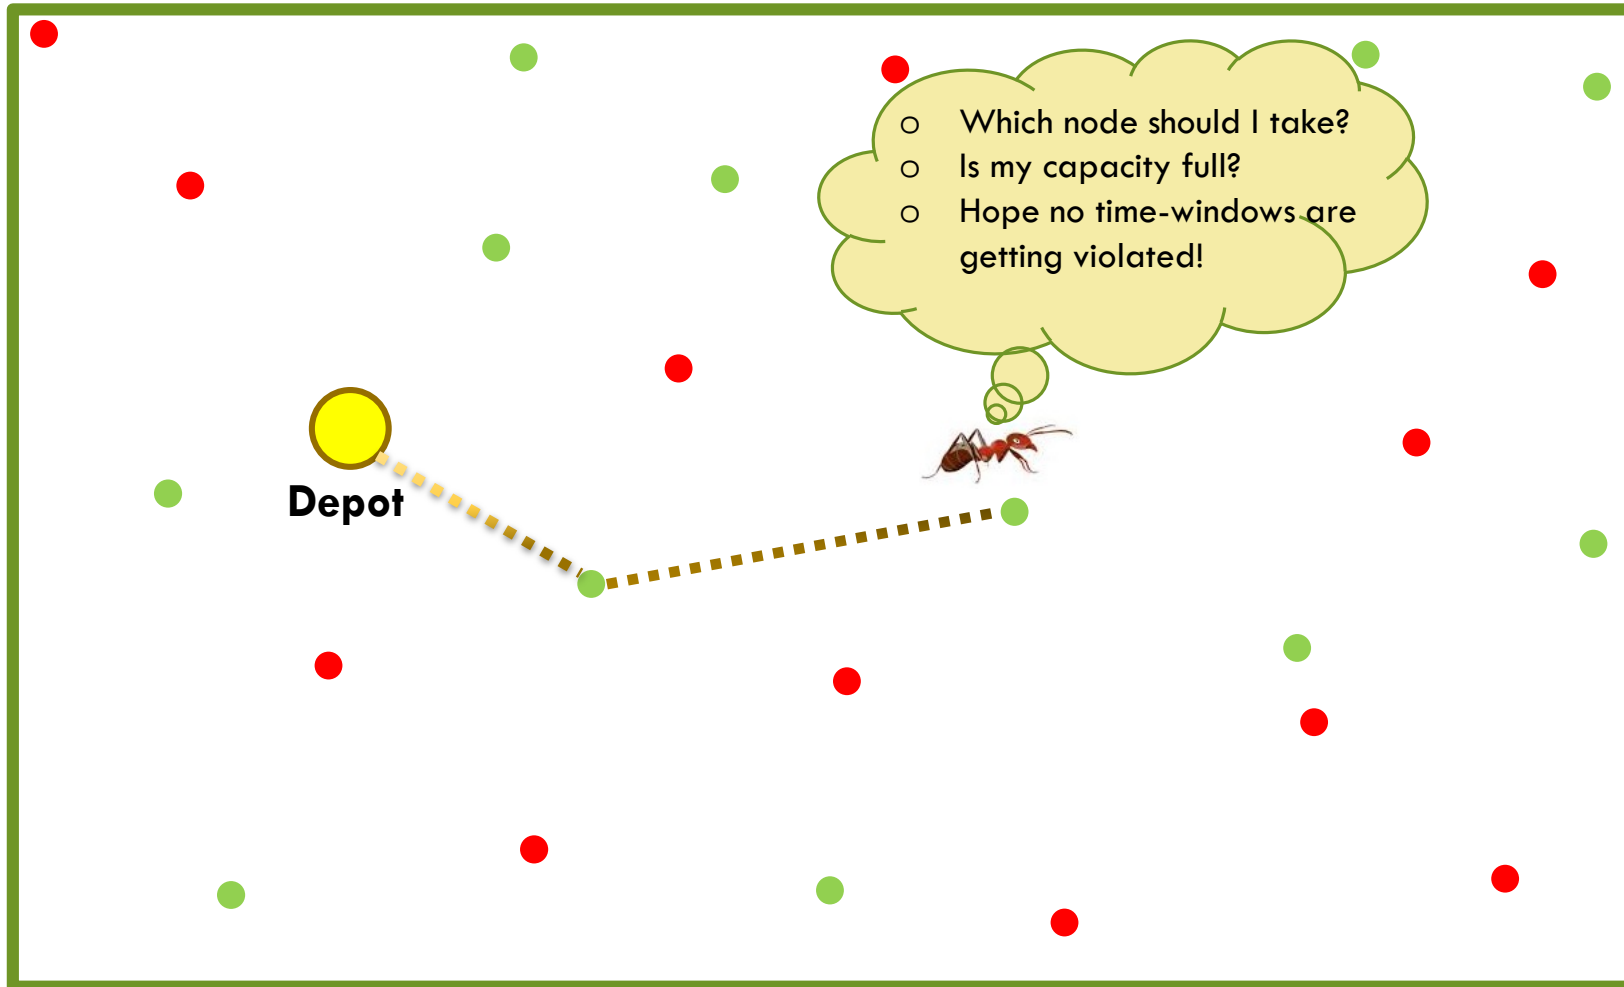 o Which node should I take?
o Is my capacity full?
o Hope no time-windows are
getting violated!
Depot